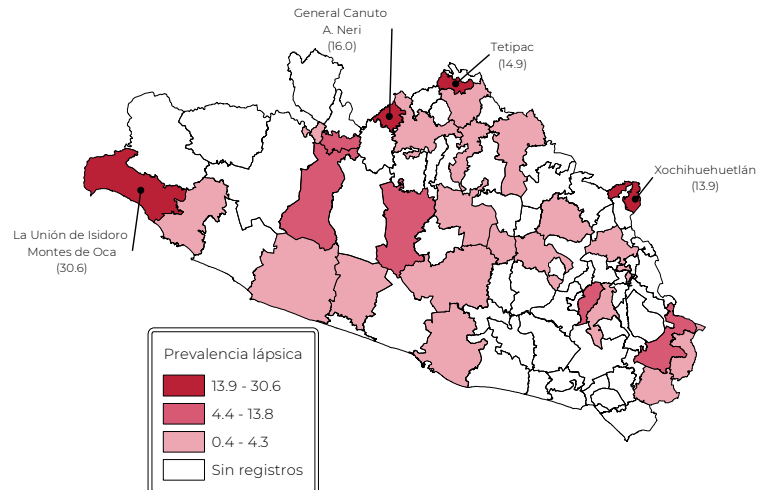 General Canuto
A. Neri
(16.0)
Tetipac
(14.9)
Xochihuehuetlán
(13.9)
La Unión de Isidoro
Montes de Oca
(30.6)
Prevalencia lápsica
13.9 - 30.6
4.4 - 13.8
0.4 - 4.3
Sin registros